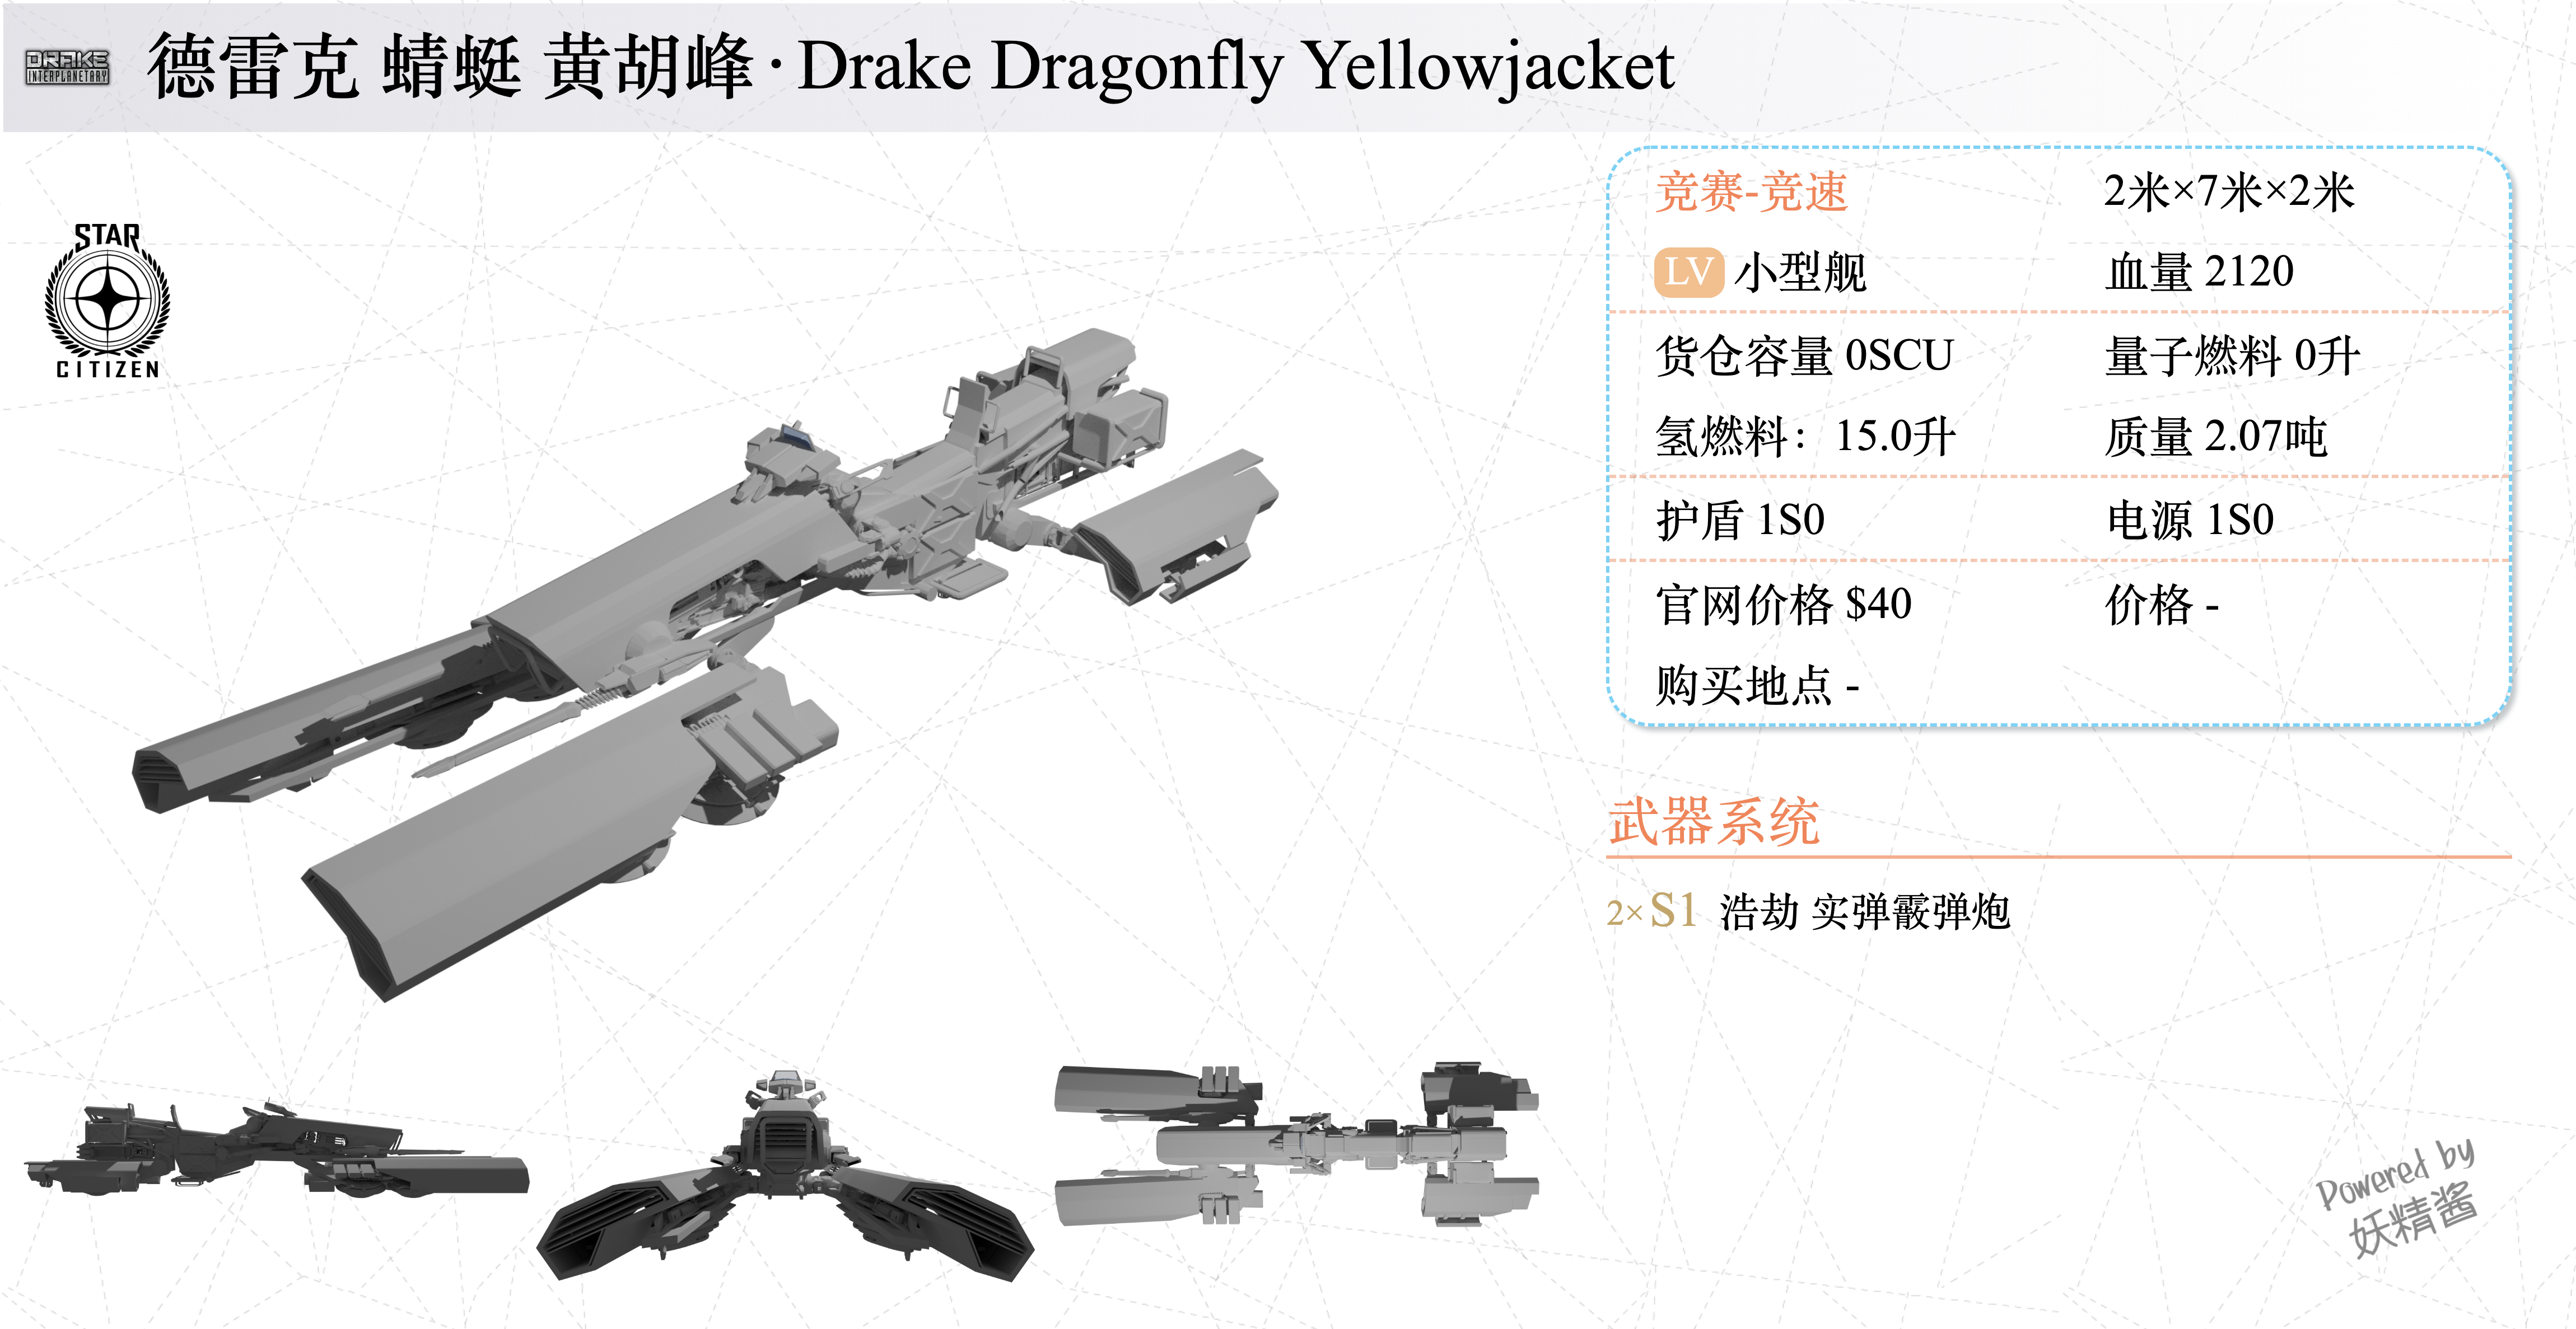 DRAKE
INTERPLANETARY
德雷克 蜻蜓 黄胡峰·Drake Dragonfly Yellowjacket
STAR
CITIZEN
竞赛-竞速 2米×7米×2米
LV 小型舰 血量 2120
货仓容量 0SCU 量子燃料 0升
氢燃料：15.0升 质量 2.07吨
护盾 1S0 电源 1S0
官网价格 $40 价格 -
购买地点 -
武器系统
2× S1 浩劫 实弹霰弹炮
Powered by
妖精酱